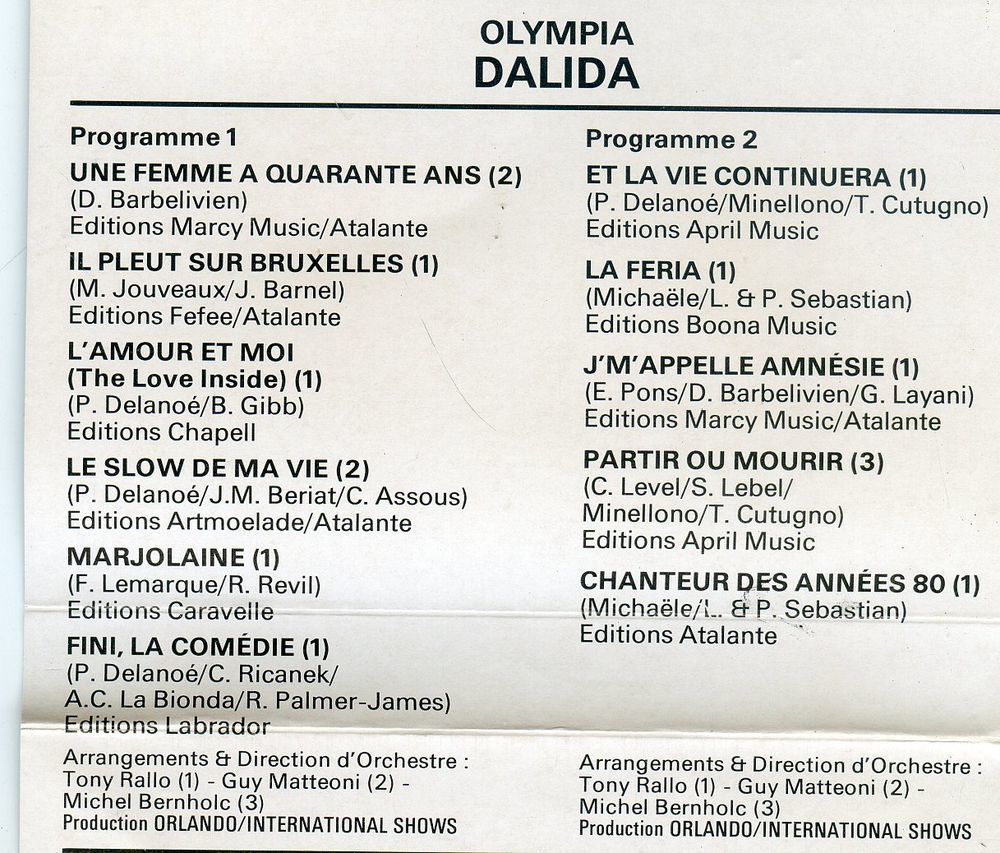 OLYMPIA
DALIDA
Programme 1
UNE FEMME A QUARANTE ANS (2)
(D. Barbelivien)
Editions Marcy Music/Atalante
IL PLEUT SUR BRUXELLES (1)
(M. Jouveaux/J. Barnel)
Editions Fefee/Atalante
L'AMOUR ET MOI
(The Love Inside) (1)
(P. Delanoé/B. Gibb)
Editions Chapell
LE SLOW DE MA VIE (2)
(P. Delanoé/J.M. Beriat/C. Assous)
Editions Artmoelade/Atalante
MARJOLAINE (1)
(F. Lemarque/R. Revil)
Editions Caravelle
FINI, LA COMÉDIE (1)
(P. Delanoé/C. Ricanek/
A.C. La Bionda/R. Palmer-James)
Editions Labrador
Arrangements & Direction d'Orchestre :
Tony Rallo (1) - Guy Matteoni (2) -
Michel Bernholc (3)
Production ORLANDO/INTERNATIONAL SHOWS
Programme 2
ET LA VIE CONTINUERA (1)
(P. Delanoé/Minellono/T. Cutugno)
Editions April Music
LA FERIA (1)
(Michaële/L. & P. Sebastian)
Editions Boona Music
J'M'APPELLE AMNÉSIE (1)
(E. Pons/D. Barbelivien/G. Layani)
Editions Marcy Music/Atalante
PARTIR OU MOURIR (3)
(C. Level/S. Lebel/
Minellono/T. Cutugno)
Editions April Music
CHANTEUR DES ANNÉES 80 (1)
(Michaële/L. & P. Sebastian)
Editions Atalante
Arrangements & Direction d'Orchestre :
Tony Rallo (1) - Guy Matteoni (2) -
Michel Bernholc (3)
Production ORLANDO/INTERNATIONAL SHOWS